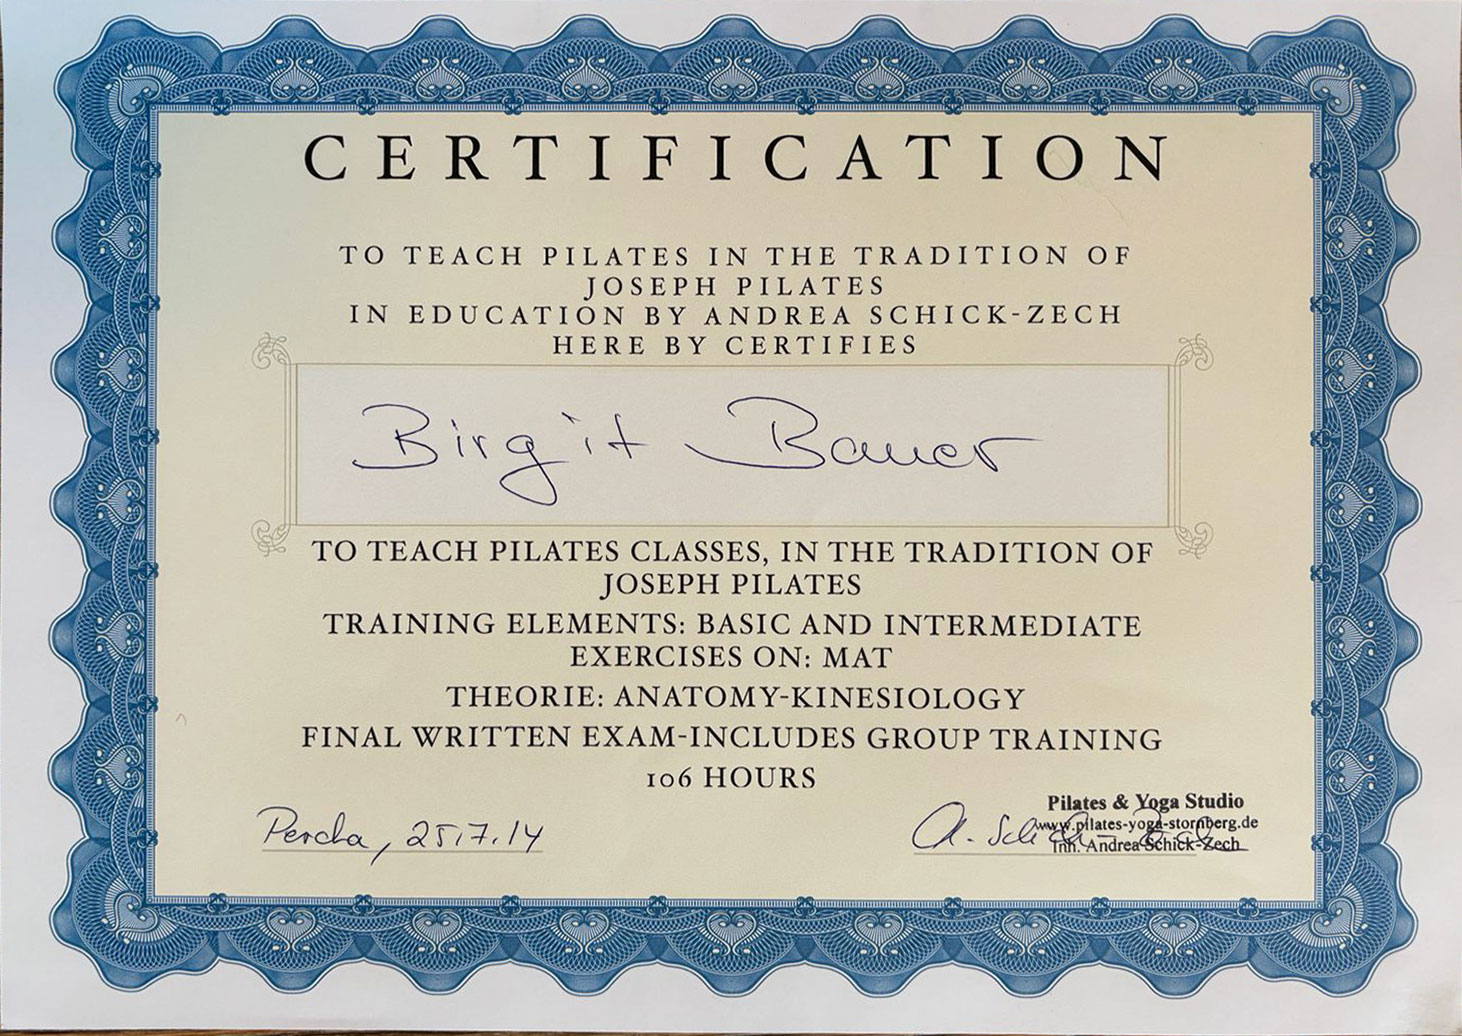 CERTIFICATION
TO TEACH PILATES IN THE TRADITION OF
JOSEPH PILATES
IN EDUCATION BY ANDREA SCHICK-ZECH
HERE BY CERTIFIES
Birgit Bauer
TO TEACH PILATES CLASSES, IN THE TRADITION OF
JOSEPH PILATES
TRAINING ELEMENTS: BASIC AND INTERMEDIATE
EXERCISES ON: MAT
THEORIE: ANATOMY-KINESIOLOGY
FINAL WRITTEN EXAM-INCLUDES GROUP TRAINING
106 HOURS
Percha, 25.7.14
Pilates & Yoga Studio
www.pilates-yoga-starnberg.de
Inh. Andrea Schick-Zech
A. Schick-Zech